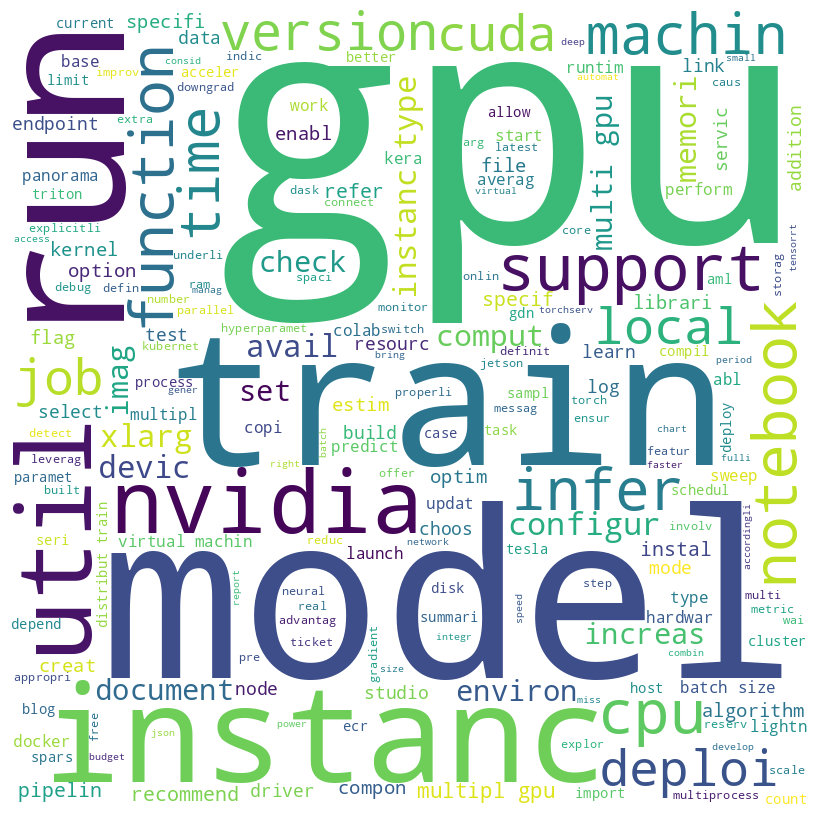 current
specifi
data
version
cuda
machin
base
indic
better
deep
small
improv
consid
acceler
runtim
link
caus
limit
downgrad
automat
run
gpu
function
time
instanc
type
multi gpu
memori
servic
addition
endpoint
extra
work
allow
enabl
start
arg
latest
kera
file
averag
panorama
triton
dask
refer
connect
virtual
perform
explicitli
access
kernel
underli
check
core
support
tensorrt
option
spaci
onlin
aml
storag
debug
defin
ram
manag
monitor
number
parallel
specif
librari
gdn
torchserv
flag
test
hyperparamet
colab
switch
comput
local
notebook
kubernet
imag
avail
resourc
definit
compil
period
bring
learn
job
train
jetson
abl
process
gener
set
properli
sampl
log
torch
select
multipl
estim
messag
ensur
chart
deploy
copi
case
task
xlarg
build
featur
fulli
detect
predict
batch
faster
leverag
devic
right
offer
optim
sweep
paramet
infer
schedul
built
nvidia
updat
util
choos
configur
involv
accordingli
seri
distribut train
virtual machin
reduc
network
launch
tesla
instal
mode
model
report
neural
disk
step
multi
real
speed
type
metric
advantag
summari
hardwar
wai
depend
ticket
increas
cluster
creat
pre
gradient
integr
combin
appropri
document
node
size
studio
environ
miss
host
batch size
blog
free
instanc
cpu
algorithm
reserv
lightn
docker
json
power
ecr
explor
develop
spars
budget
deploi
scale
pipelin
recommend
driver
compon
multipl gpu
import
multiprocess
count